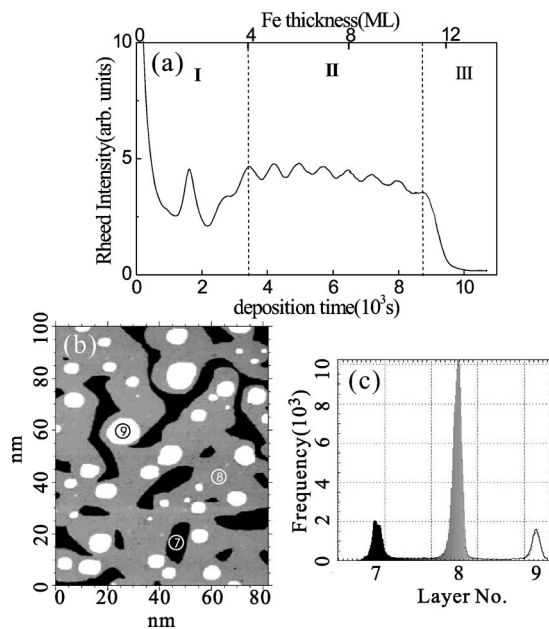 Fe thickness(ML)
0 4 8 12
10
(a)
I II III
5
Rheed Intensity(arb. units)
0
0 2 4 6 8 10
deposition time(10³s)
100
(b)
80
⑨
60
nm
⑧
40
20
⑦
0
0 20 40 60 80
nm
(c)
10
8
6
Frequency(10³)
4
2
0
7 8 9
Layer No.